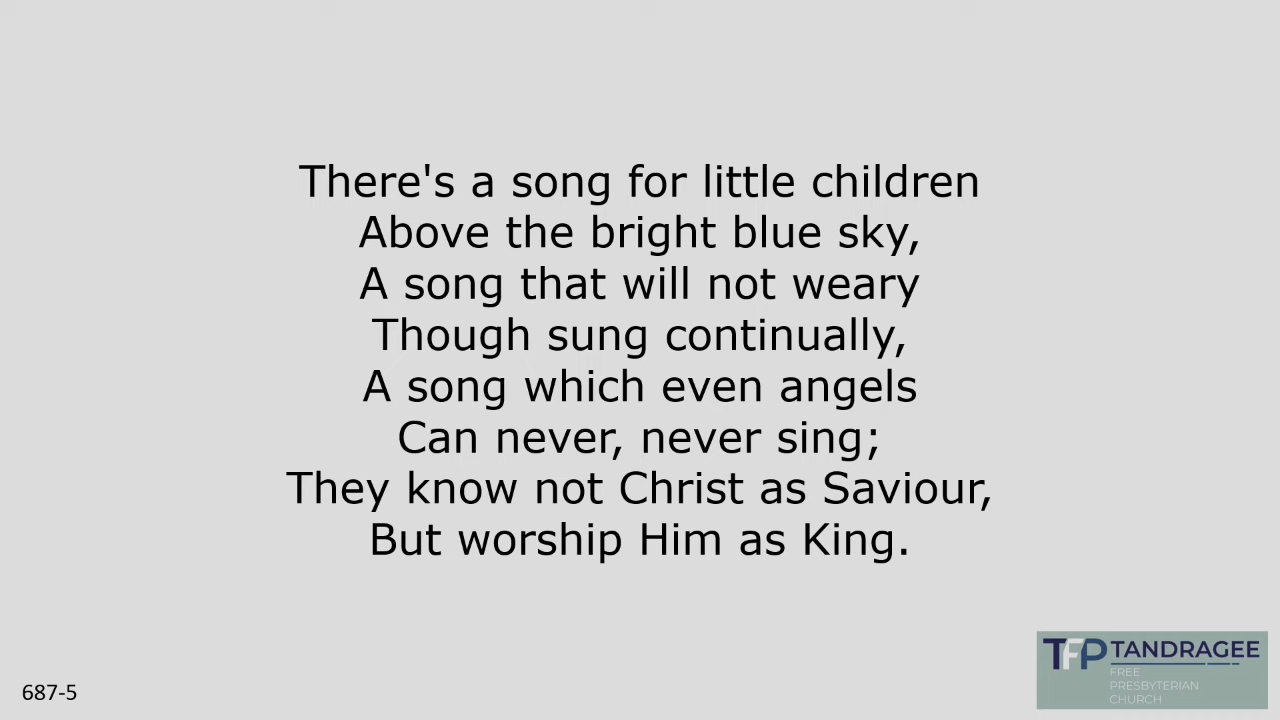 There's a song for little children
Above the bright blue sky,
A song that will not weary
Though sung continually,
A song which even angels
Can never, never sing;
They know not Christ as Saviour,
But worship Him as King.
687-5
TFP TANDRAGEE
FREE
PRESBYTERIAN
CHURCH